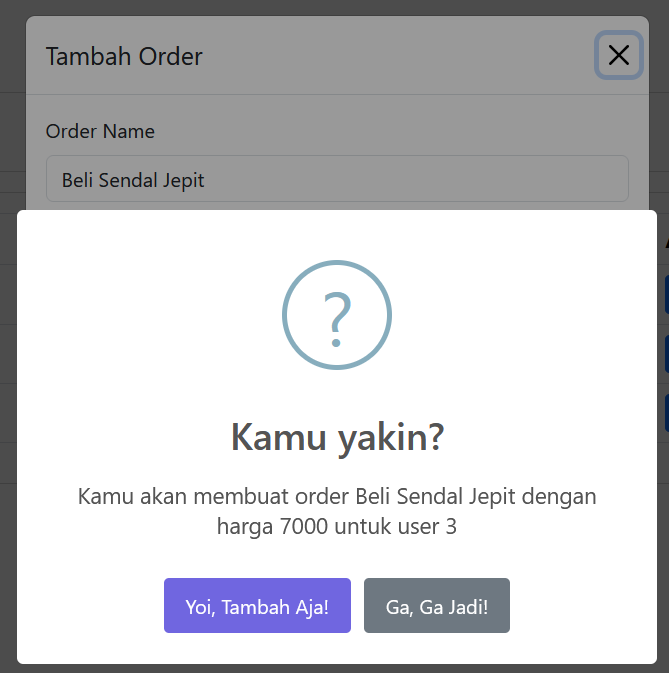 Tambah Order
Order Name
Beli Sendal Jepit
?
Kamu yakin?
Kamu akan membuat order Beli Sendal Jepit dengan
harga 7000 untuk user 3
Yoi, Tambah Aja!
Ga, Ga Jadi!